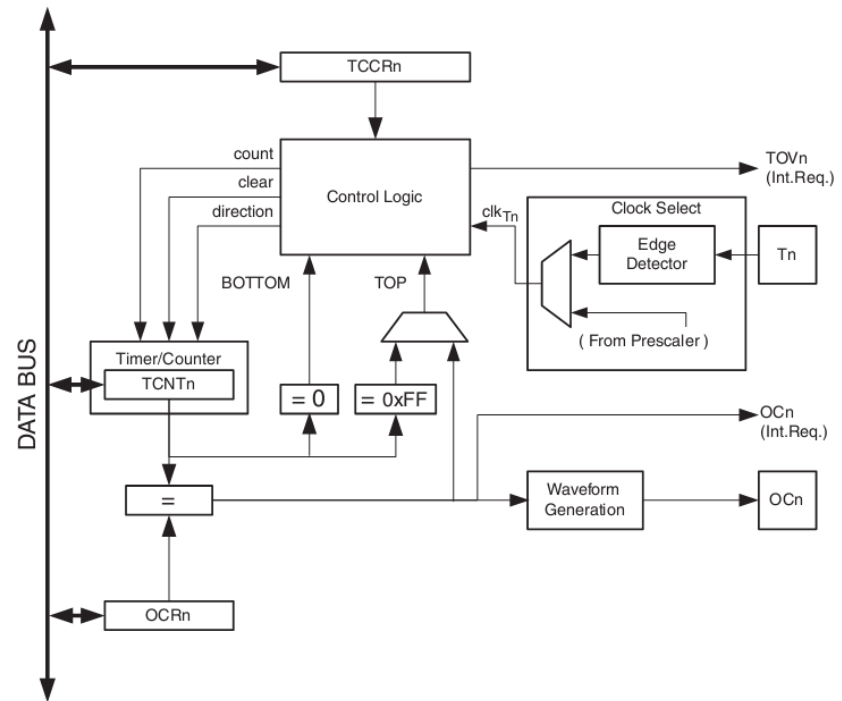 TCCRn
count
clear
direction
Control Logic
TOVn
(Int.Req.)
clkTn
Clock Select
Edge
Detector
Tn
( From Prescaler )
BOTTOM
TOP
DATA BUS
Timer/Counter
TCNTn
= 0
= 0xFF
OCn
(Int.Req.)
=
Waveform
Generation
OCn
OCRn